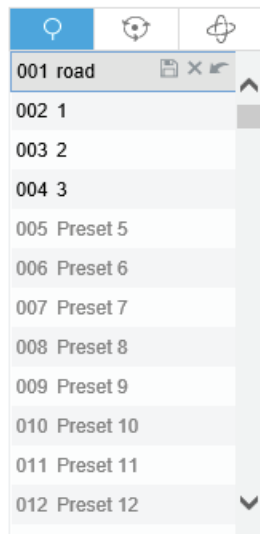 001 road
002 1
003 2
004 3
005 Preset 5
006 Preset 6
007 Preset 7
008 Preset 8
009 Preset 9
010 Preset 10
011 Preset 11
012 Preset 12